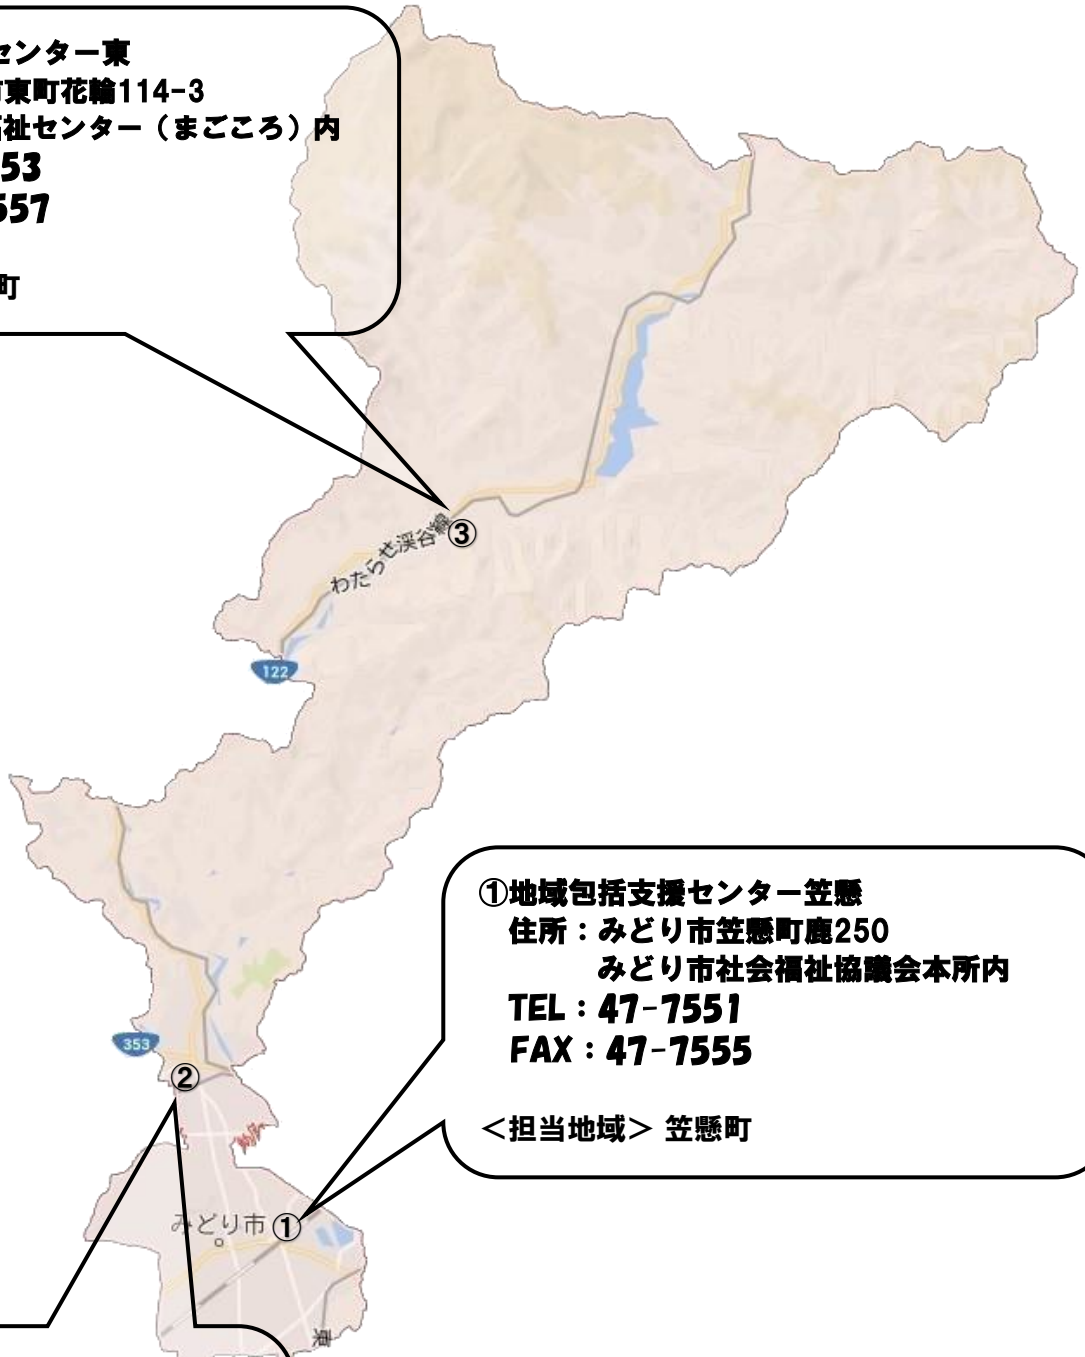 センター東
東町花輪114-3
祉センター（まごころ）内
53
557
町
わたらせ渓谷線
③
122
①地域包括支援センター笠懸
住所：みどり市笠懸町鹿250
みどり市社会福祉協議会本所内
TEL：47-7551
FAX：47-7555
＜担当地域＞ 笠懸町
353
②
みどり市
①
東